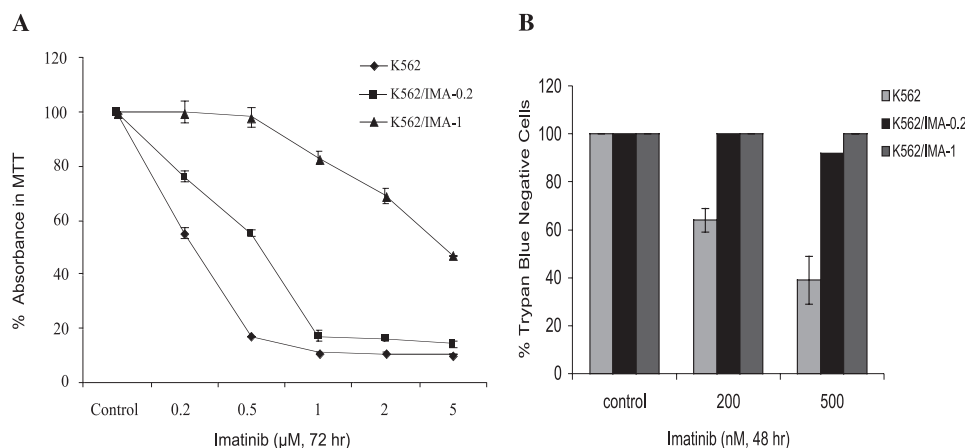 A
120
100
80
60
40
20
0
% Absorbance in MTT
K562
K562/IMA-0.2
K562/IMA-1
Control 0.2 0.5 1 2 5
Imatinib (µM, 72 hr)
B
120
100
80
60
40
20
0
% Trypan Blue Negative Cells
K562
K562/IMA-0.2
K562/IMA-1
control 200 500
Imatinib (nM, 48 hr)